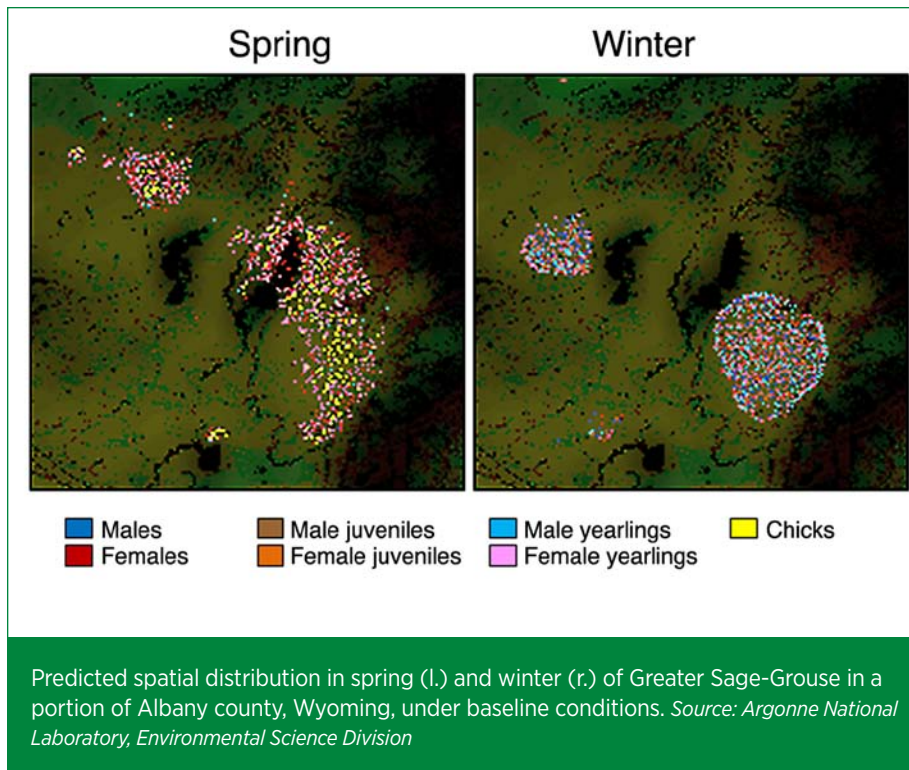 Spring Winter
Males Male juveniles Male yearlings Chicks
Females Female juveniles Female yearlings
Predicted spatial distribution in spring (l.) and winter (r.) of Greater Sage-Grouse in a
portion of Albany county, Wyoming, under baseline conditions. Source: Argonne National
Laboratory, Environmental Science Division